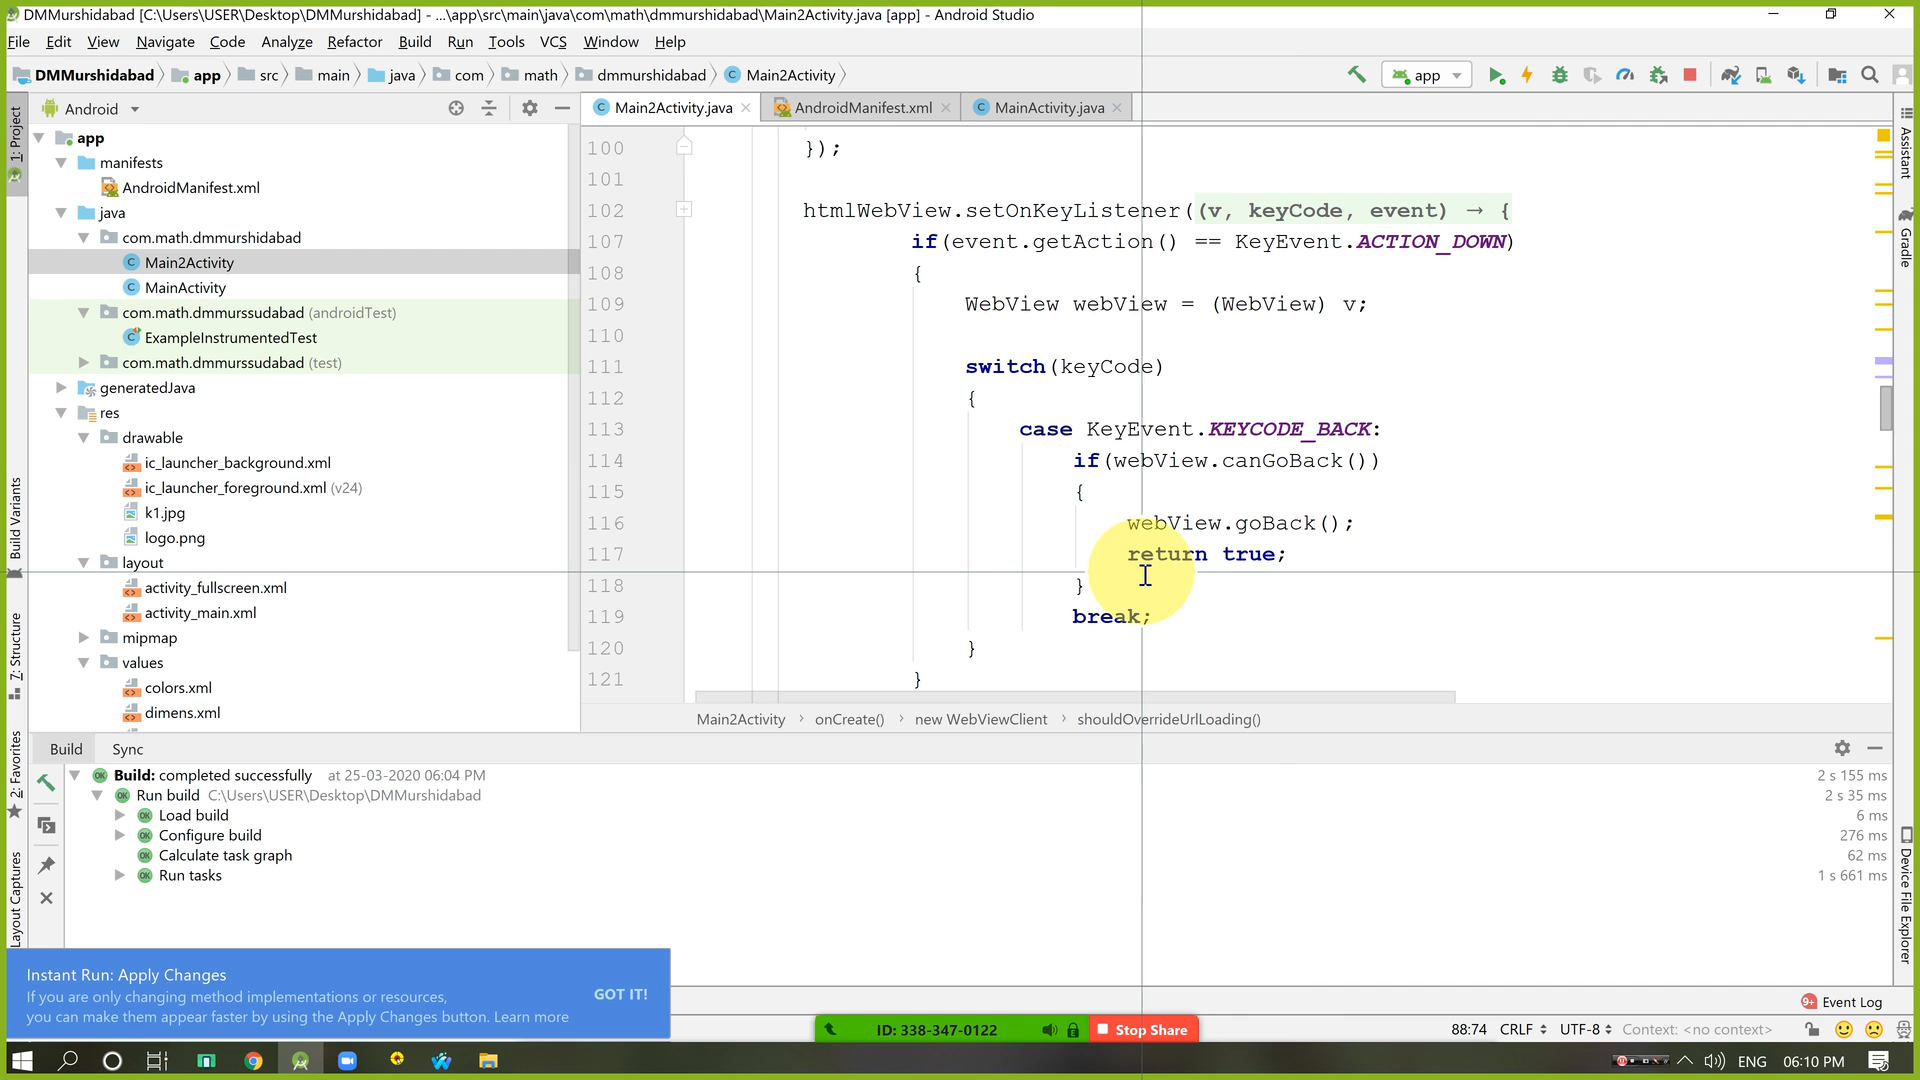 DMMurshidabad [C:\Users\USER\Desktop\DMMurshidabad] - ...\app\src\main\java\com\math\dmmurshidabad\Main2Activity.java [app] - Android Studio
File Edit View Navigate Code Analyze Refactor Build Run Tools VCS Window Help
DMMurshidabad app src main java com math dmmurshidabad Main2Activity
app
Android
Main2Activity.java AndroidManifest.xml MainActivity.java
1: Project
Build Variants
7: Structure
2: Favorites
Layout Captures
app
manifests
AndroidManifest.xml
java
com.math.dmmurshidabad
Main2Activity
MainActivity
com.math.dmmurssudabad (androidTest)
ExampleInstrumentedTest
com.math.dmmurssudabad (test)
generatedJava
res
drawable
ic_launcher_background.xml
ic_launcher_foreground.xml (v24)
k1.jpg
logo.png
layout
activity_fullscreen.xml
activity_main.xml
mipmap
values
colors.xml
dimens.xml
100 });
101
102 htmlWebView.setOnKeyListener((v, keyCode, event) → {
107 if(event.getAction() == KeyEvent.ACTION_DOWN)
108 {
109 WebView webView = (WebView) v;
110
111 switch(keyCode)
112 {
113 case KeyEvent.KEYCODE_BACK:
114 if(webView.canGoBack())
115 {
116 webView.goBack();
117 return true;
118 }
119 break;
120 }
121 }
Main2Activity › onCreate() › new WebViewClient › shouldOverrideUrlLoading()
Assistant
Gradle
Device File Explorer
Build Sync
Build: completed successfully at 25-03-2020 06:04 PM 2 s 155 ms
Run build C:\Users\USER\Desktop\DMMurshidabad 2 s 35 ms
Load build 6 ms
Configure build 276 ms
Calculate task graph 62 ms
Run tasks 1 s 661 ms
Instant Run: Apply Changes
If you are only changing method implementations or resources,
you can make them appear faster by using the Apply Changes button. Learn more
GOT IT!
9+ Event Log
ID: 338-347-0122 Stop Share
88:74 CRLF UTF-8 Context: <no context>
ENG 06:10 PM